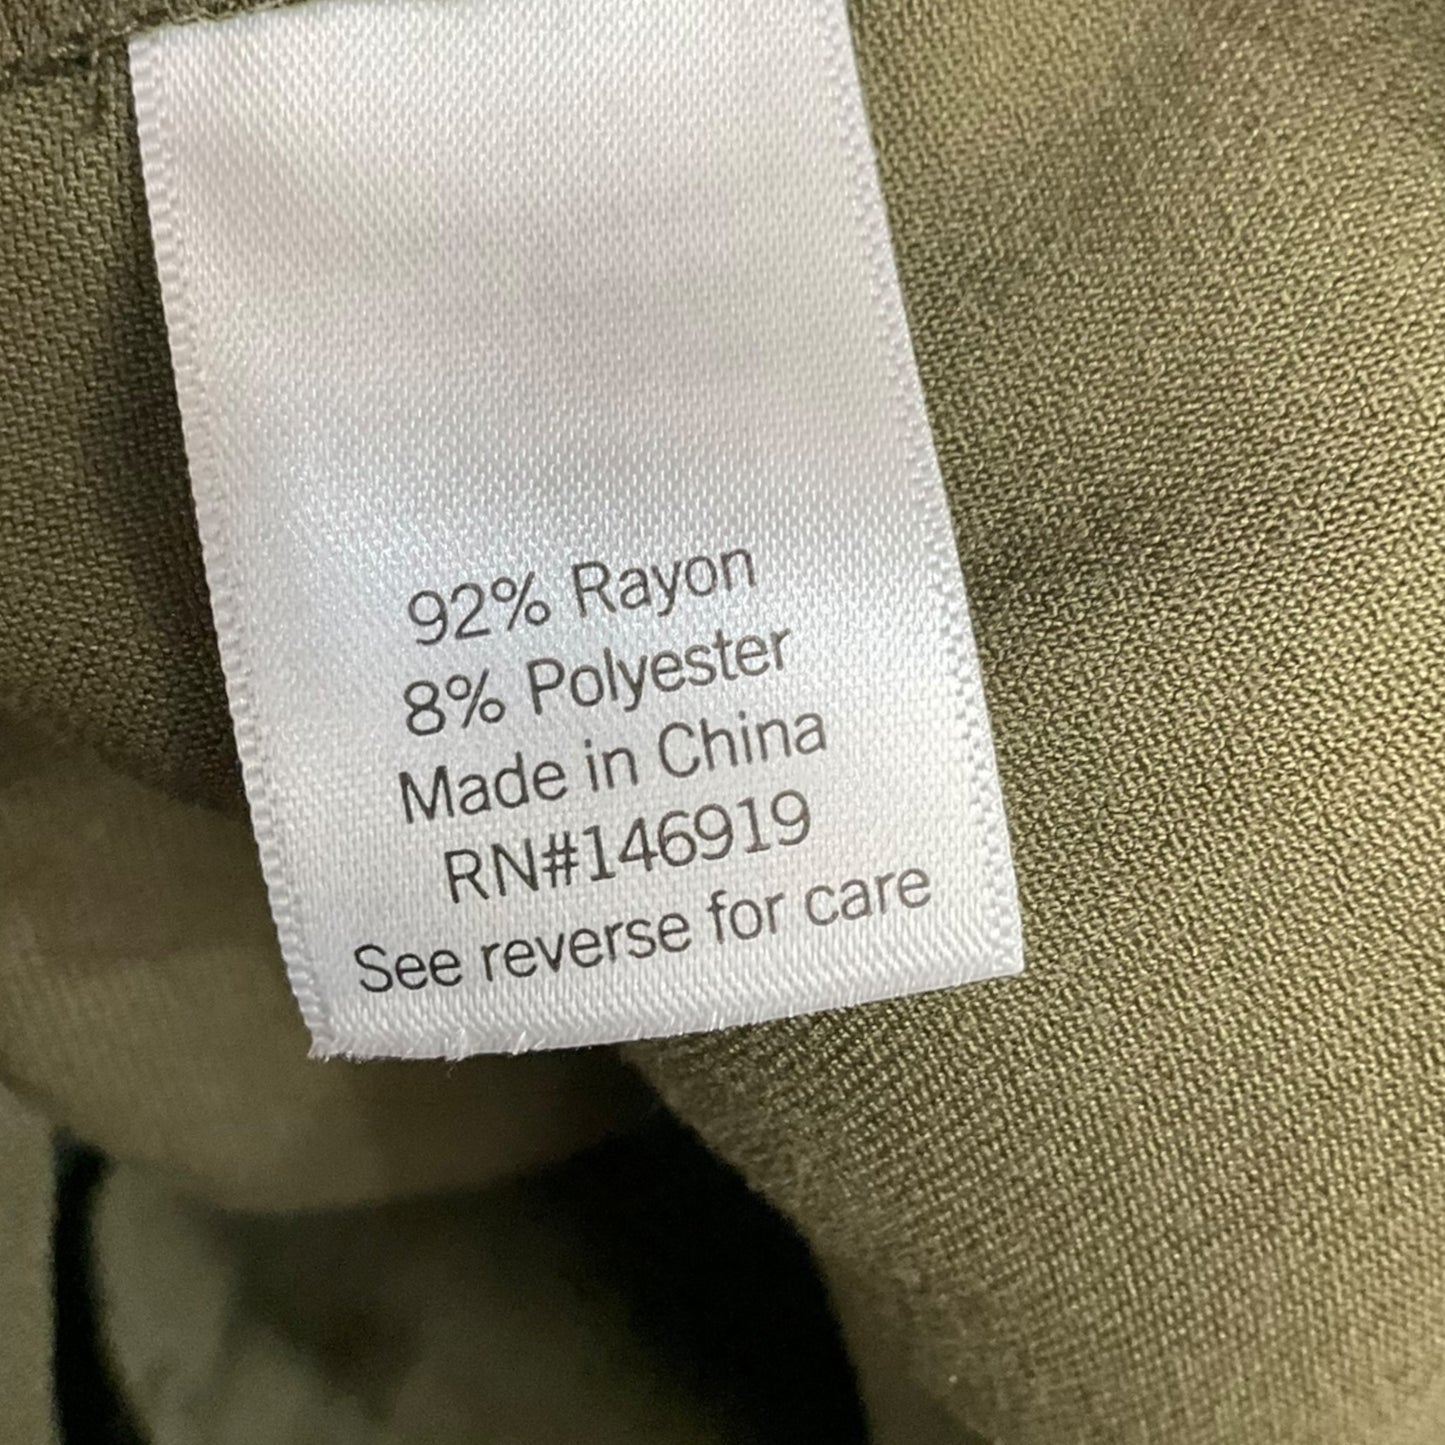 92% Rayon
8% Polyester
Made in China
RN#146919
See reverse for care